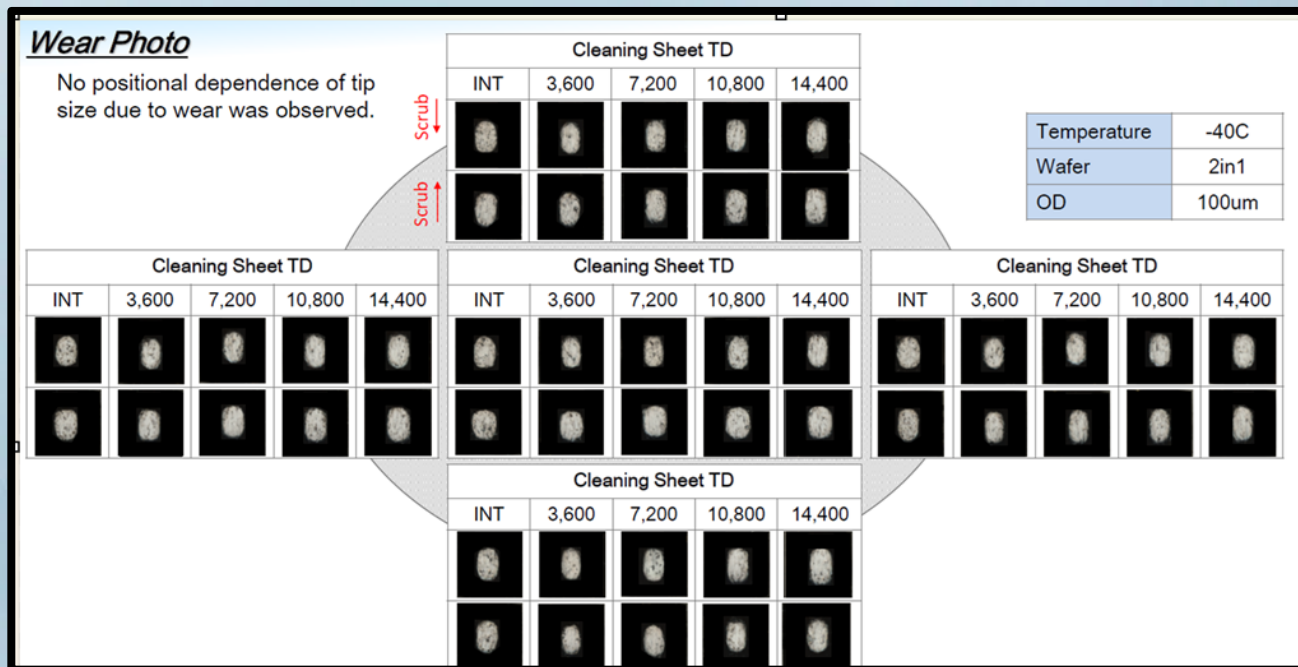 Wear Photo
No positional dependence of tip
size due to wear was observed.
Cleaning Sheet TD
INT 3,600 7,200 10,800 14,400
Scrub
Scrub
Temperature -40C
Wafer 2in1
OD 100um
Cleaning Sheet TD
INT 3,600 7,200 10,800 14,400
Cleaning Sheet TD
INT 3,600 7,200 10,800 14,400
Cleaning Sheet TD
INT 3,600 7,200 10,800 14,400
Cleaning Sheet TD
INT 3,600 7,200 10,800 14,400